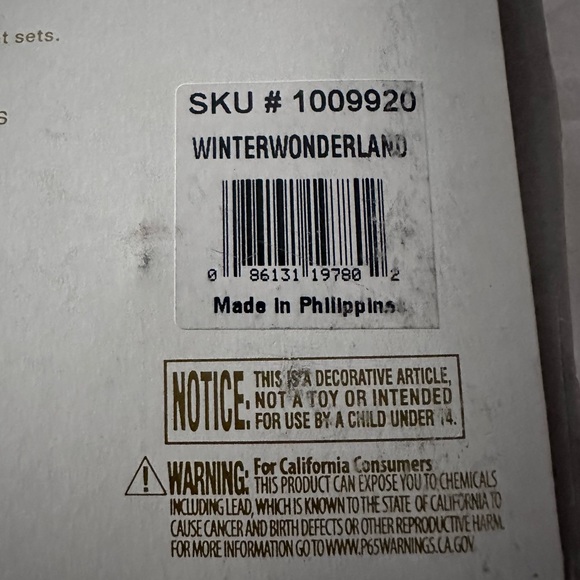 t sets.
S
SKU # 1009920
WINTERWONDERLAND
0 86131 19780 2
Made in Philippines
NOTICE: THIS IS A DECORATIVE ARTICLE,
NOT A TOY OR INTENDED
FOR USE BY A CHILD UNDER 14.
WARNING: For California Consumers
THIS PRODUCT CAN EXPOSE YOU TO CHEMICALS
INCLUDING LEAD, WHICH IS KNOWN TO THE STATE OF CALIFORNIA TO
CAUSE CANCER AND BIRTH DEFECTS OR OTHER REPRODUCTIVE HARM.
FOR MORE INFORMATION GO TO WWW.P65WARNINGS.CA.GOV